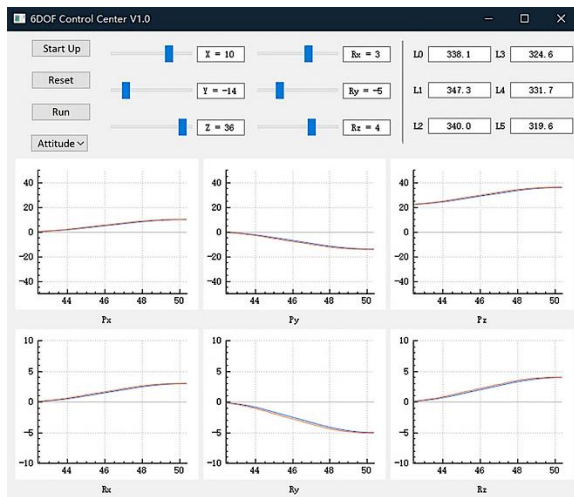 6DOF Control Center V1.0
Start Up X = 10 Rx = 3 L0 338.1 L3 324.6
Reset Y = -14 Ry = -5 L1 347.3 L4 331.7
Run Z = 36 Rz = 4 L2 340.0 L5 319.6
Attitude
40 40 40
20 20 20
0 0 0
-20 -20 -20
-40 -40 -40
44 46 48 50 44 46 48 50 44 46 48 50
Px Py Pz
10 10 10
5 5 5
0 0 0
-5 -5 -5
-10 -10 -10
44 46 48 50 44 46 48 50 44 46 48 50
Rx Ry Rz